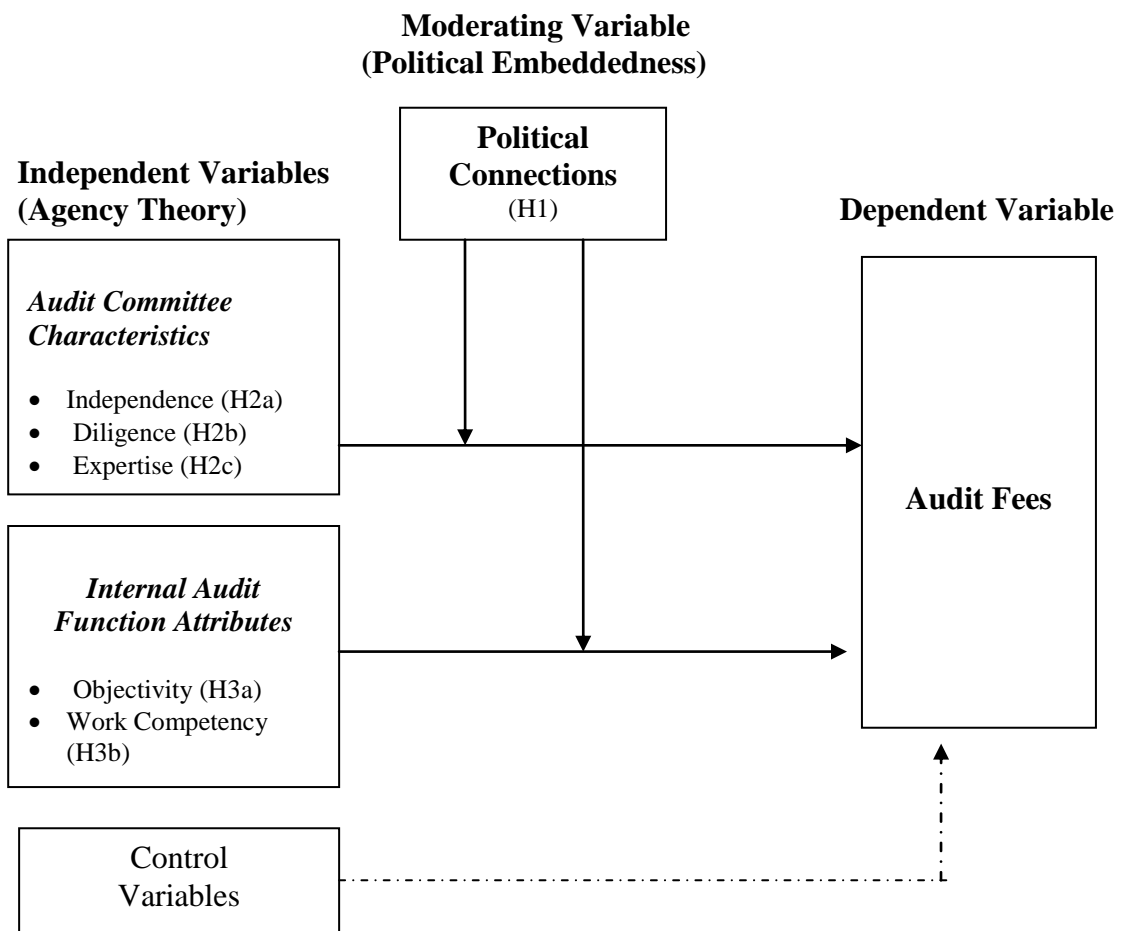 Moderating Variable
(Political Embeddedness)
Political
Connections
(H1)
Independent Variables
(Agency Theory)
Dependent Variable
Audit Committee
Characteristics
• Independence (H2a)
• Diligence (H2b)
• Expertise (H2c)
Audit Fees
Internal Audit
Function Attributes
• Objectivity (H3a)
• Work Competency
(H3b)
Control
Variables